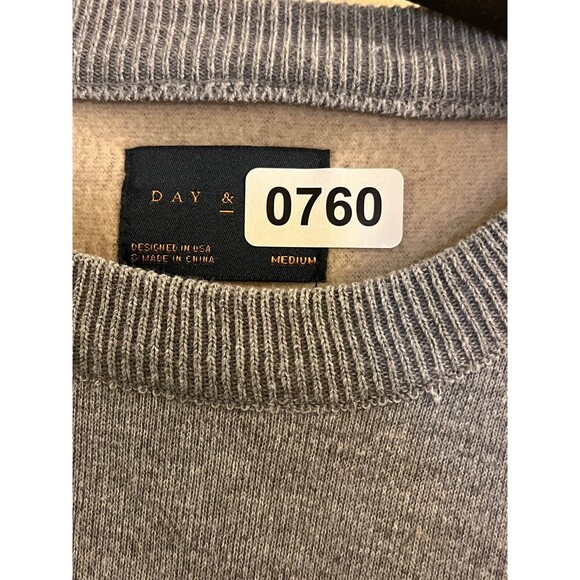 DAY &
0760
DESIGNED IN USA
& MADE IN CHINA
MEDIUM